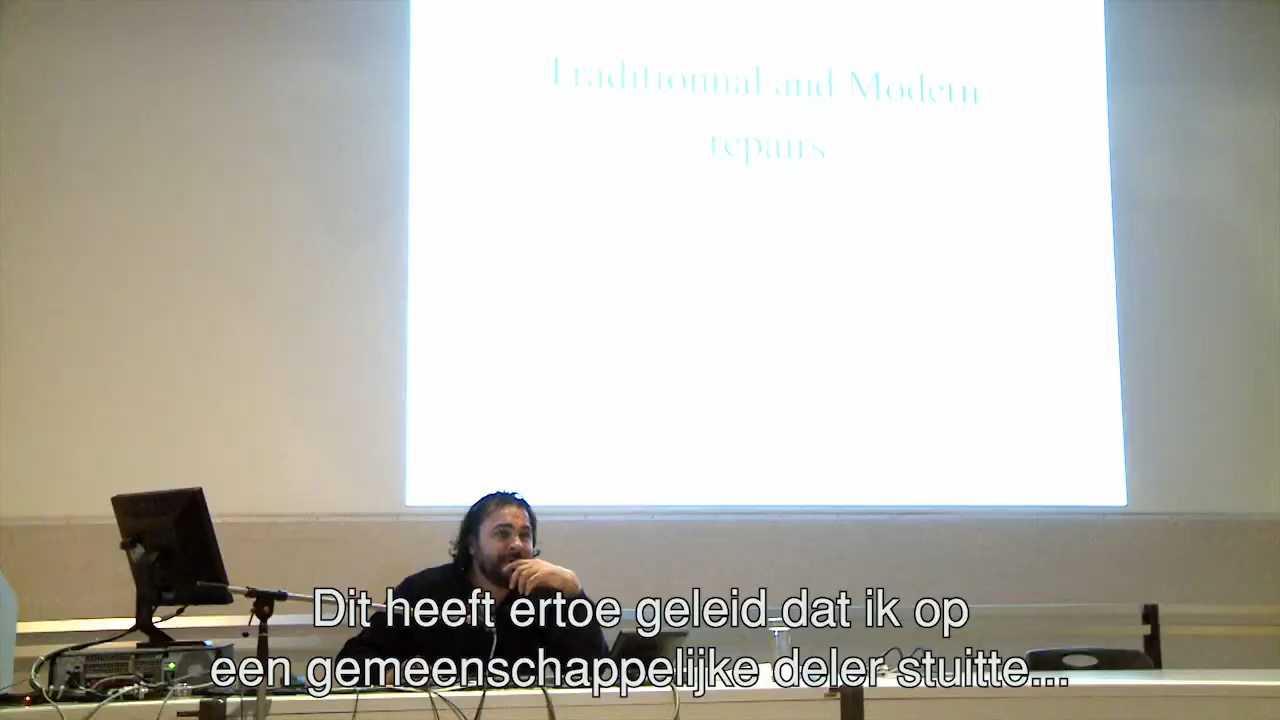 Traditionnal and Modern
repairs
Dit heeft ertoe geleid dat ik op
een gemeenschappelijke deler stuitte...